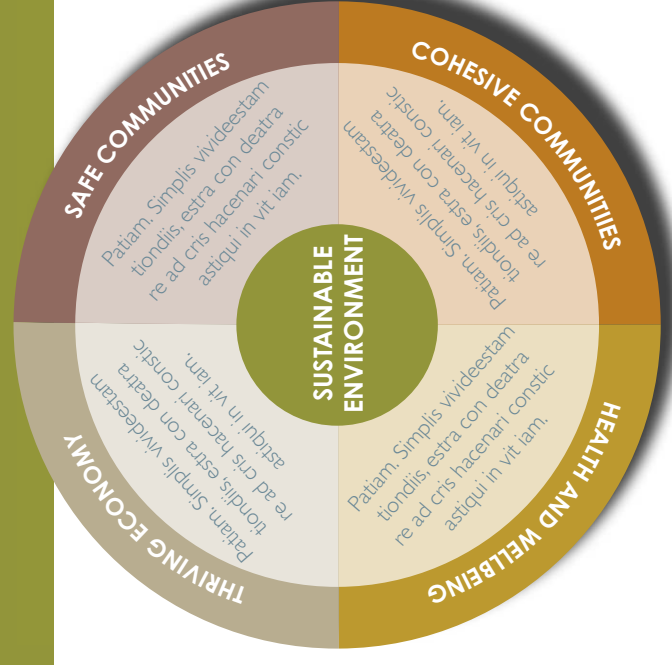 SAFE COMMUNITIES
Patiam. Simplis vivideestam
tiondiis, estra con deatra
re ad cris hacenari constic
astiqui in vit iam.
COHESIVE COMMUNITIIES
Patiam. Simplis vivideestam
tiondiis, estra con deatra
re ad cris hacenari constic
astiqui in vit iam.
SUSTAINABLE
ENVIRONMENT
THRIVING ECONOMY
Patiam. Simplis vivideestam
tiondiis, estra con deatra
re ad cris hacenari constic
astiqui in vit iam.
HEALTH AND WELLBEING
Patiam. Simplis vivideestam
tiondiis, estra con deatra
re ad cris hacenari constic
astiqui in vit iam.